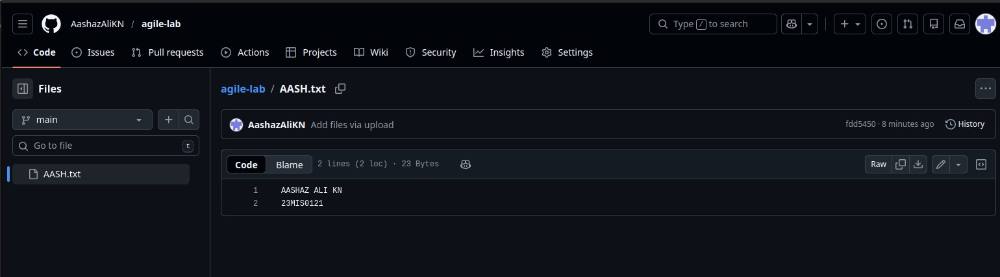 AashazAliKN / agile-lab
Type / to search
Code Issues Pull requests Actions Projects Wiki Security Insights Settings
Files
main
Go to file t
AASH.txt
agile-lab / AASH.txt
AashazAliKN Add files via upload fdd5450 · 8 minutes ago History
Code Blame 2 lines (2 loc) · 23 Bytes Raw
1 AASHAZ ALI KN
2 23MIS0121